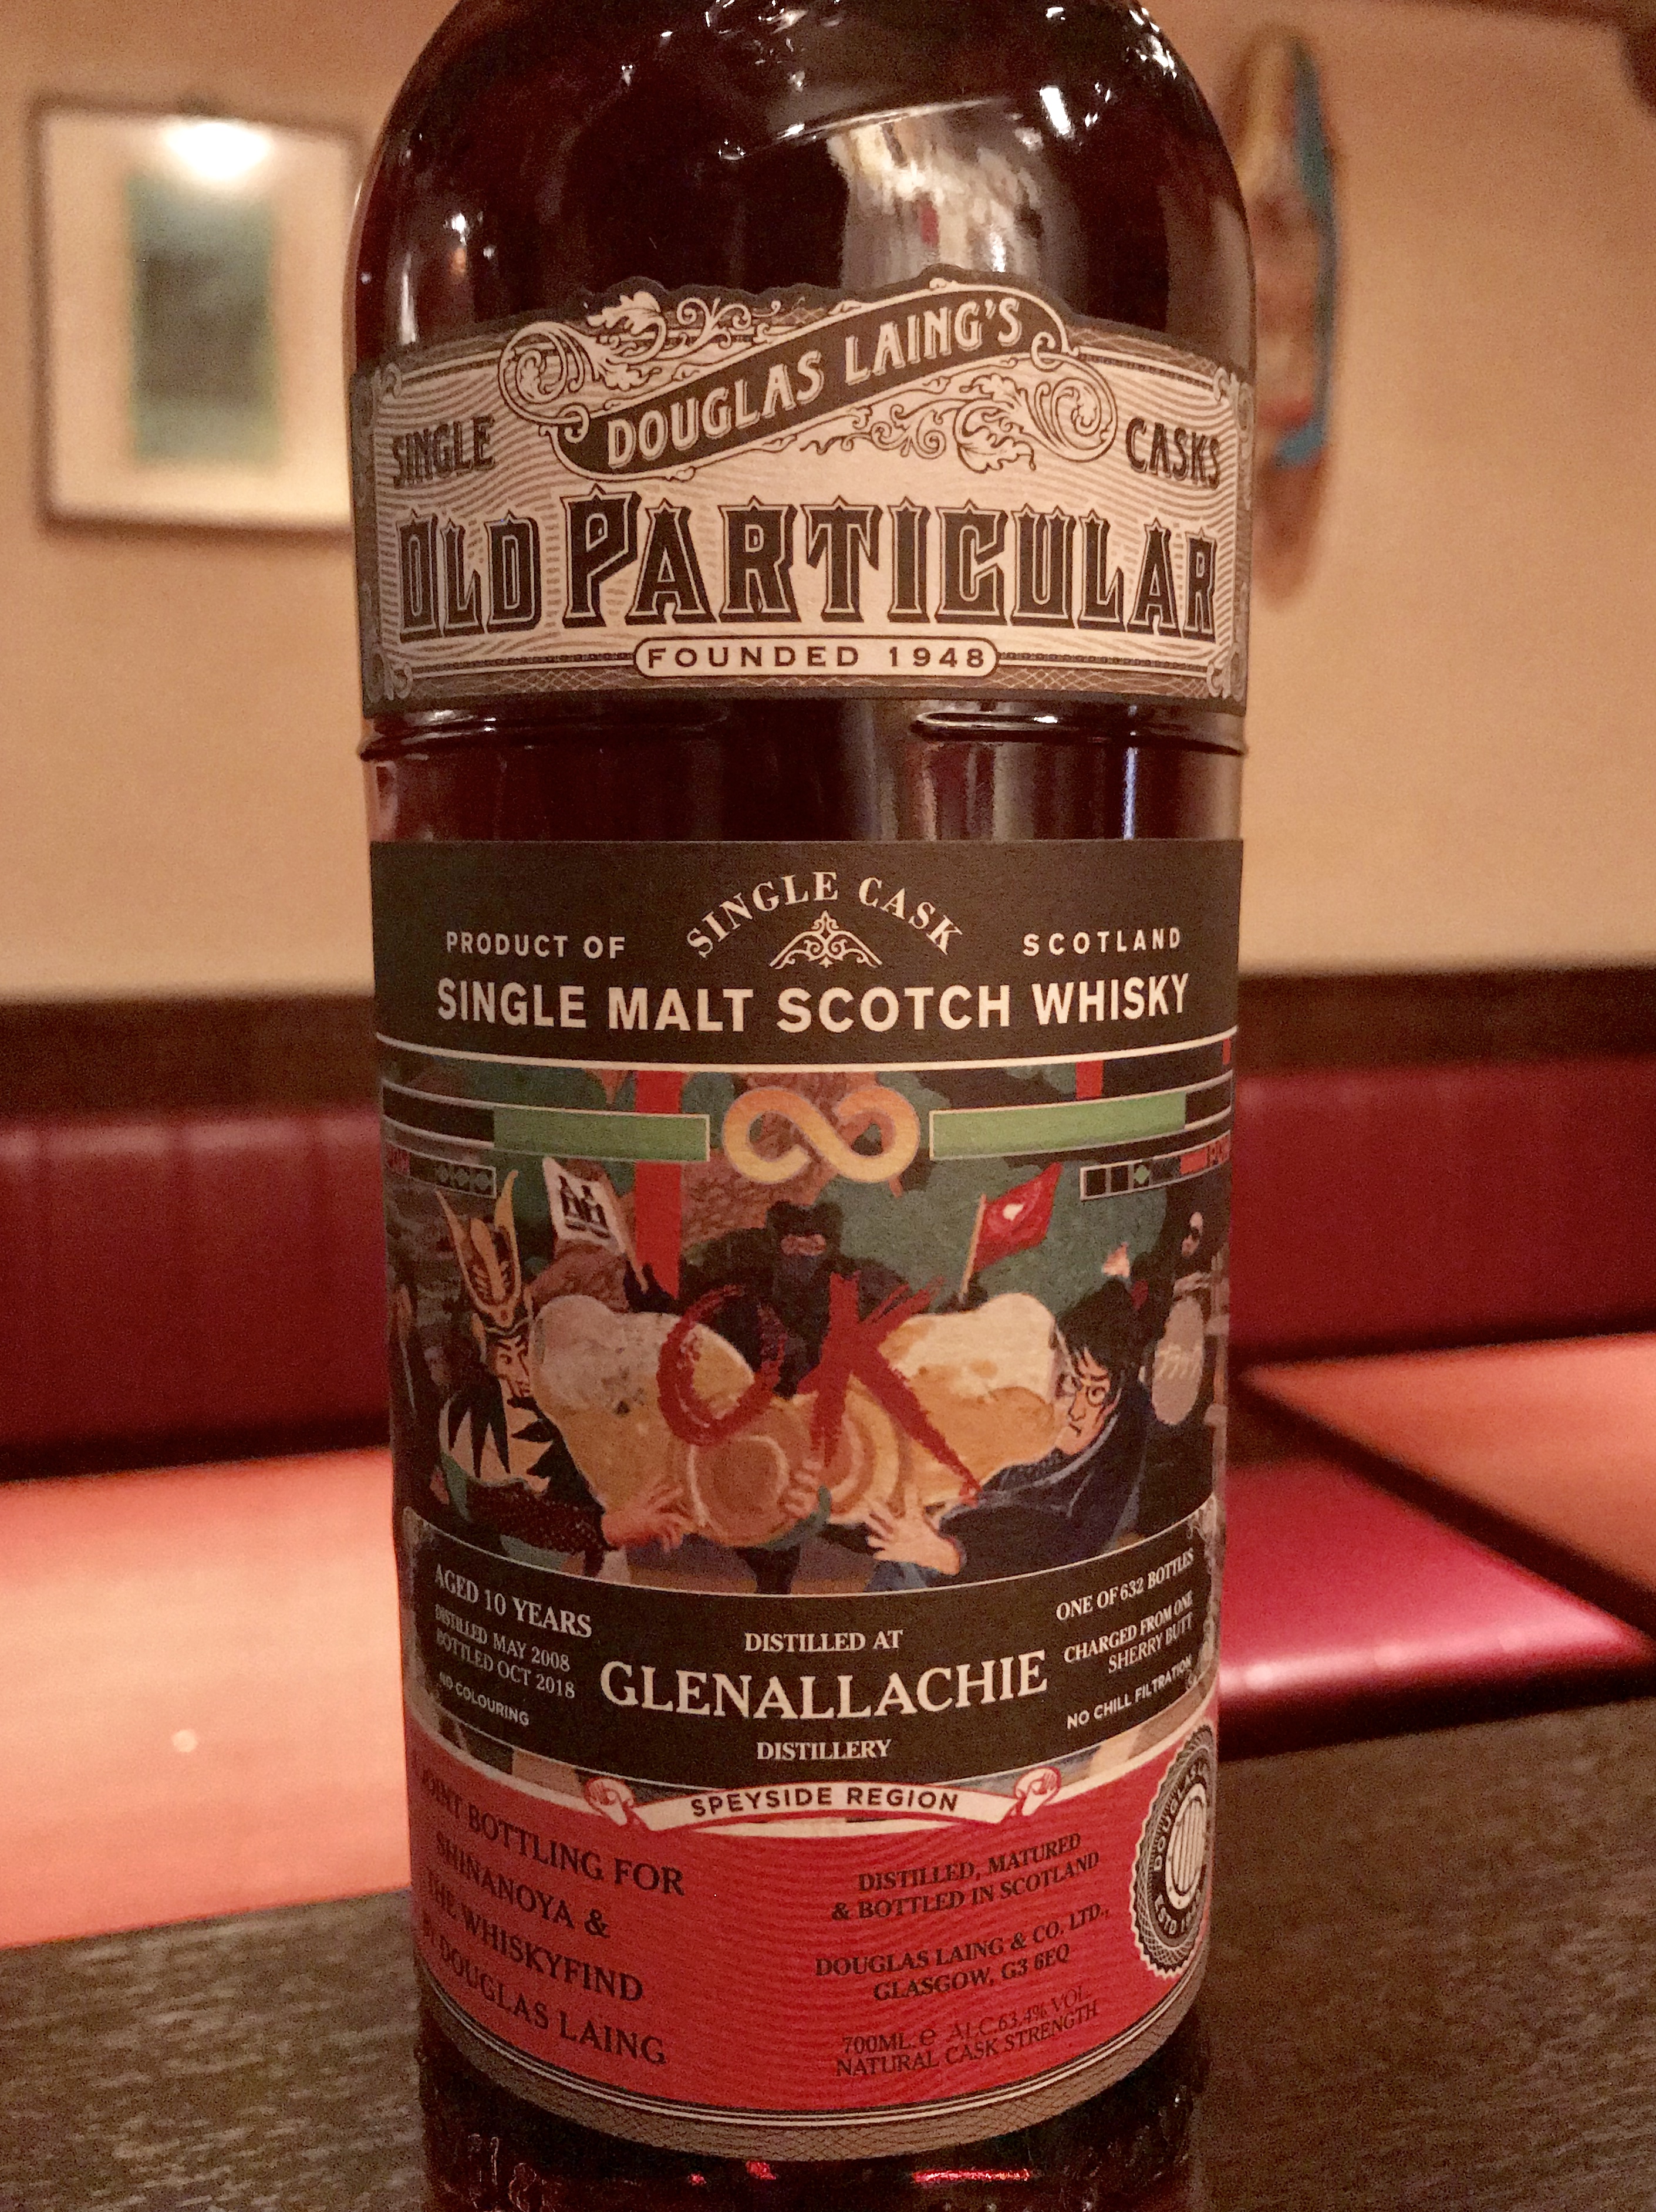 DOUGLAS LAING'S
SINGLE CASKS
OLD PARTICULAR
FOUNDED 1948
SINGLE CASK
PRODUCT OF SCOTLAND
SINGLE MALT SCOTCH WHISKY
OK
AGED 10 YEARS
DISTILLED MAY 2008
BOTTLED OCT 2018
NO COLOURING
DISTILLED AT
GLENALLACHIE
DISTILLERY
ONE OF 632 BOTTLES
CHARGED FROM ONE
SHERRY BUTT
NO CHILL FILTRATION
SPEYSIDE REGION
JOINT BOTTLING FOR
SHINANOYA &
THE WHISKYFIND
BY DOUGLAS LAING
DISTILLED, MATURED
& BOTTLED IN SCOTLAND
DOUGLAS LAING & CO. LTD.,
GLASGOW, G3 6EQ
700ML ℮ ALC.63.4% VOL
NATURAL CASK STRENGTH